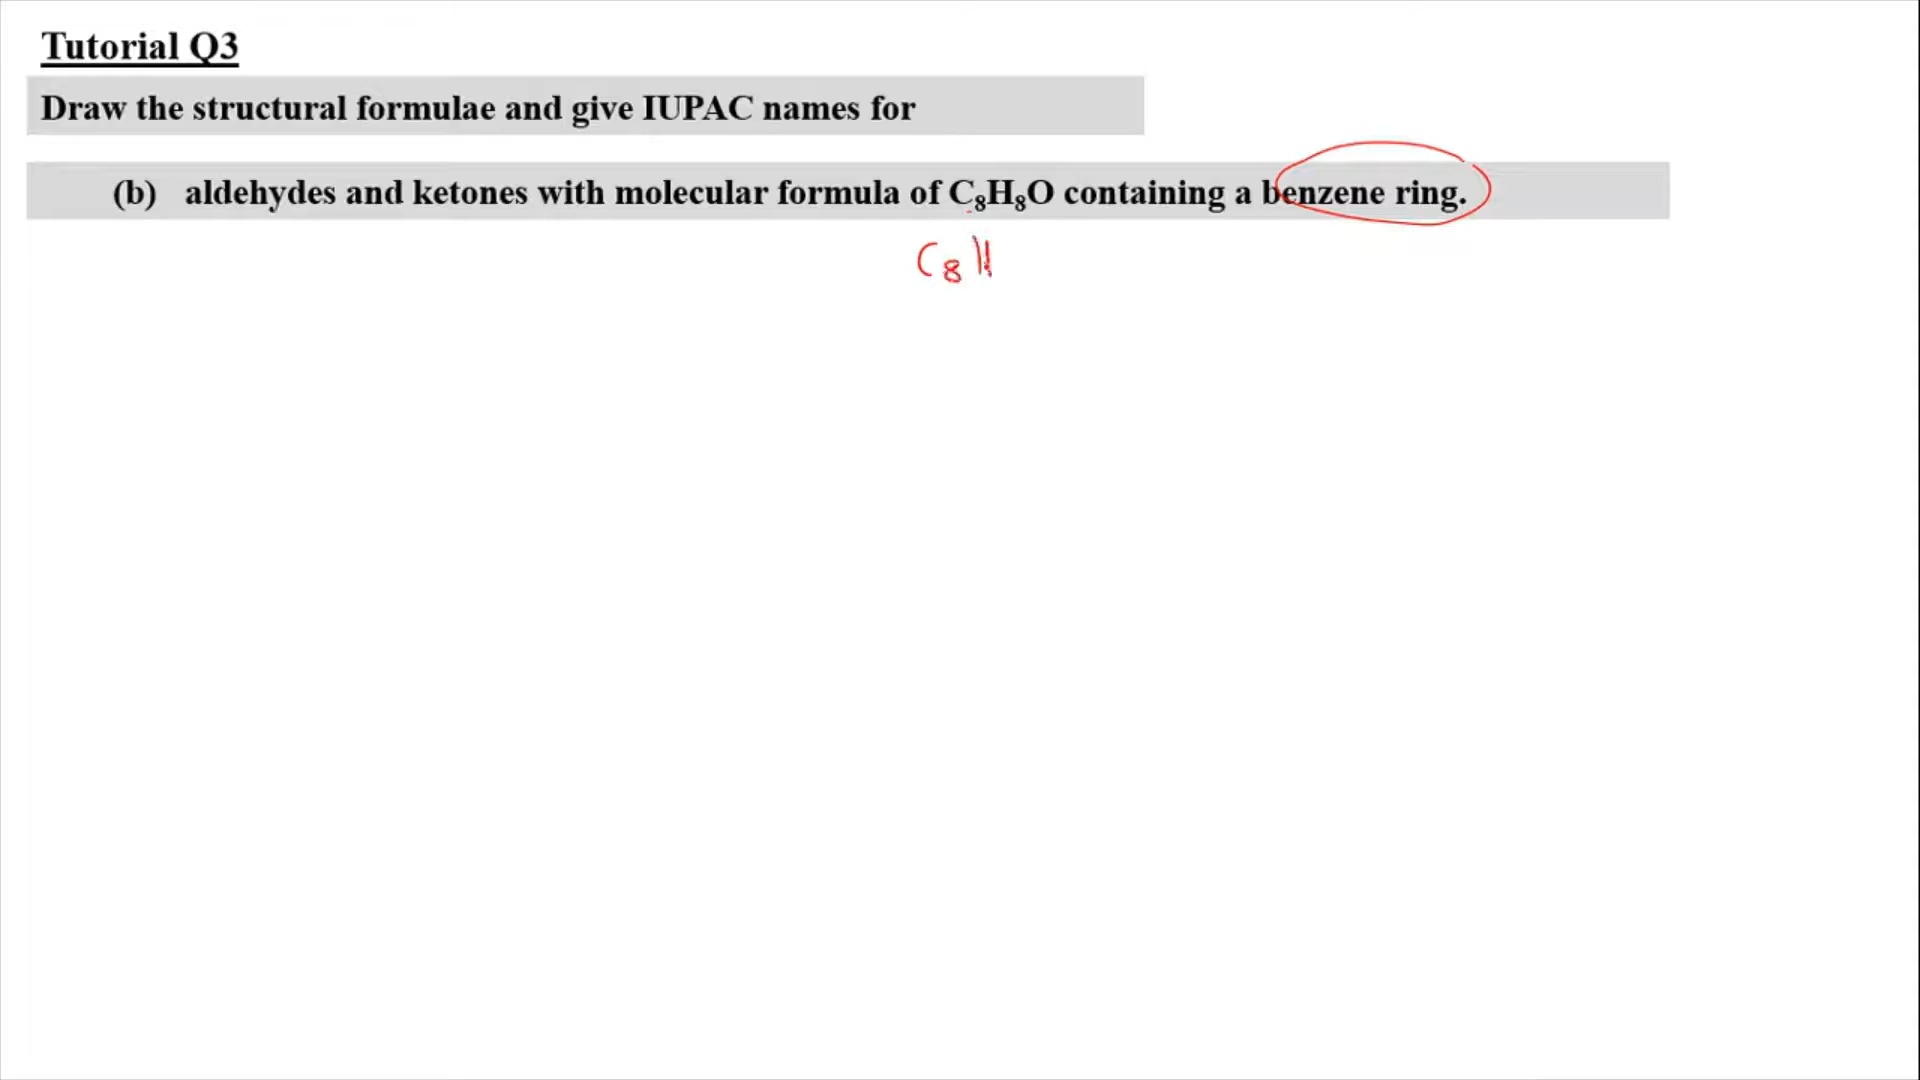 Tutorial Q3
Draw the structural formulae and give IUPAC names for
(b) aldehydes and ketones with molecular formula of C₈H₈O containing a benzene ring.
C₈H